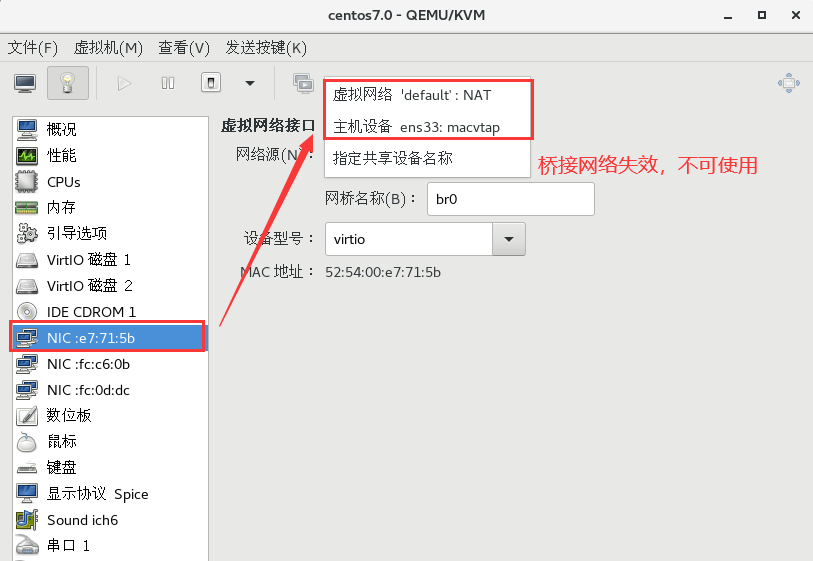 centos7.0 - QEMU/KVM
文件(F) 虚拟机(M) 查看(V) 发送按键(K)
概况
性能
CPUs
内存
引导选项
VirtIO 磁盘 1
VirtIO 磁盘 2
IDE CDROM 1
NIC :e7:71:5b
NIC :fc:c6:0b
NIC :fc:0d:dc
数位板
鼠标
键盘
显示协议 Spice
Sound ich6
串口 1
虚拟网络接口
网络源(N):
虚拟网络 'default' : NAT
主机设备 ens33: macvtap
指定共享设备名称
桥接网络失效，不可使用
网桥名称(B)： br0
设备型号： virtio
MAC 地址： 52:54:00:e7:71:5b